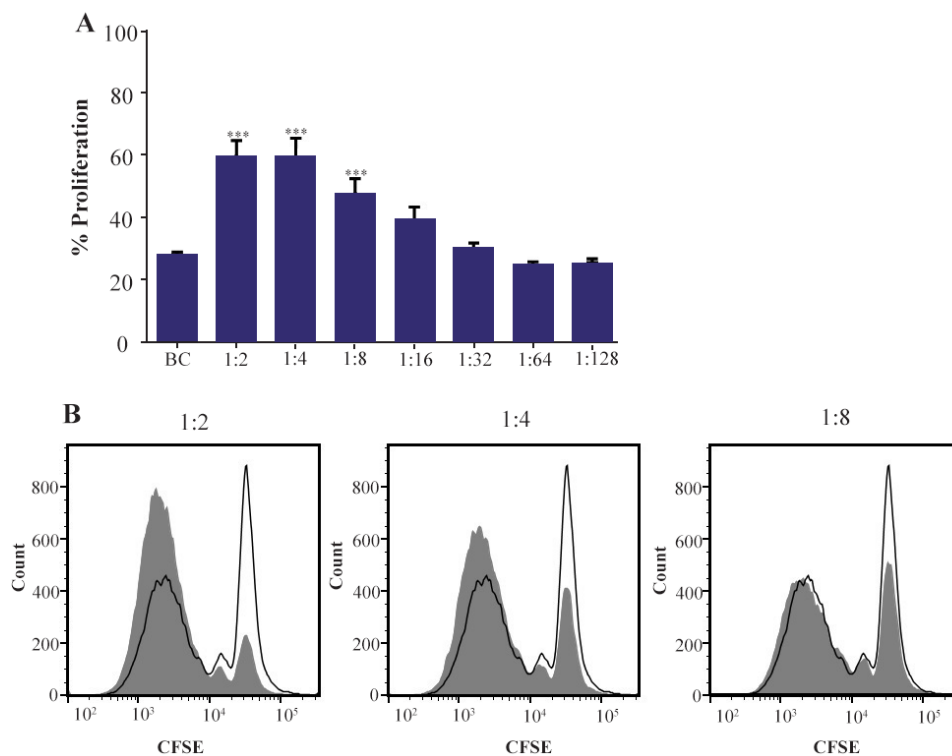 A
100
80
60
40
20
0
% Proliferation
*** *** ***
BC 1:2 1:4 1:8 1:16 1:32 1:64 1:128
B
1:2 1:4 1:8
800 800 800
600 600 600
400 400 400
200 200 200
0 0 0
Count Count Count
10² 10³ 10⁴ 10⁵ 10² 10³ 10⁴ 10⁵ 10² 10³ 10⁴ 10⁵
CFSE CFSE CFSE